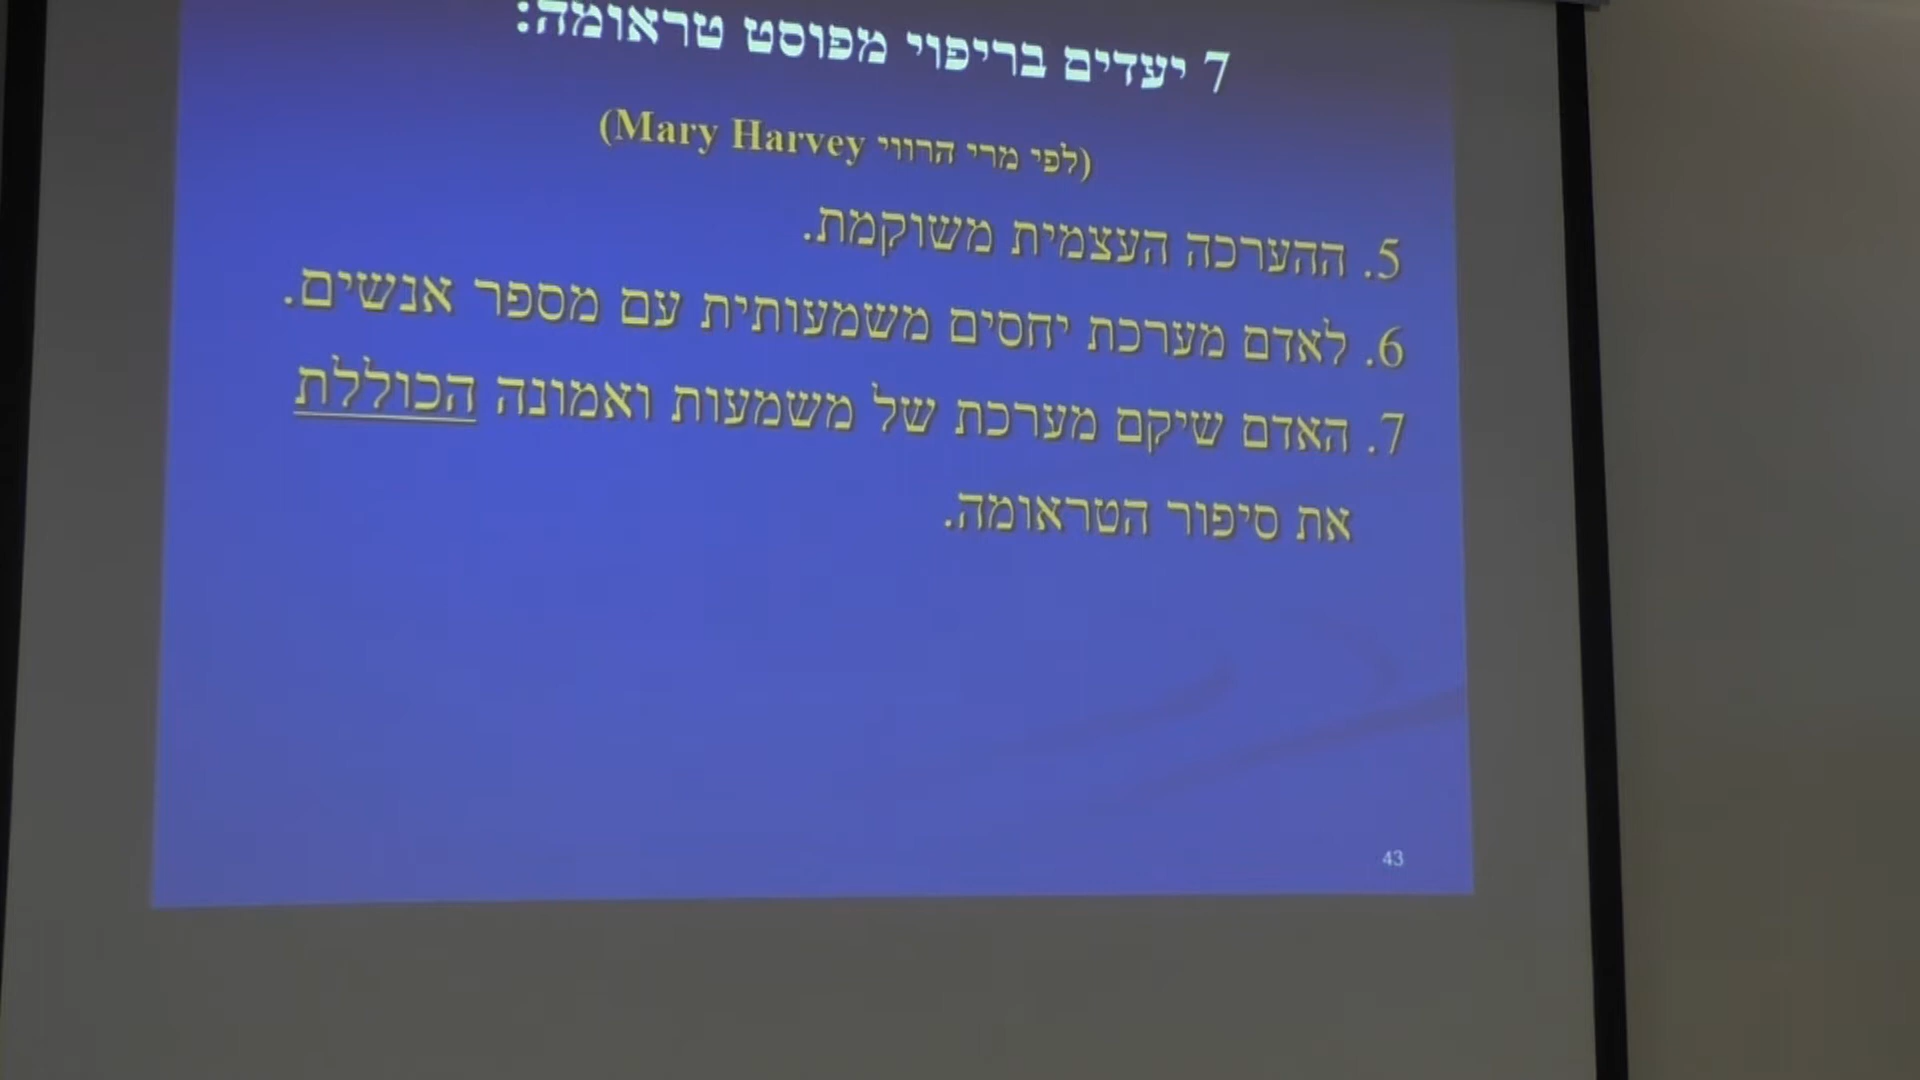 7 יעדים בריפוי מפוסט טראומה:
(לפי מרי הרווי Mary Harvey)
5. ההערכה העצמית משוקמת.
6. לאדם מערכת יחסים משמעותית עם מספר אנשים.
7. האדם שיקם מערכת של משמעות ואמונה הכוללת
את סיפור הטראומה.
43